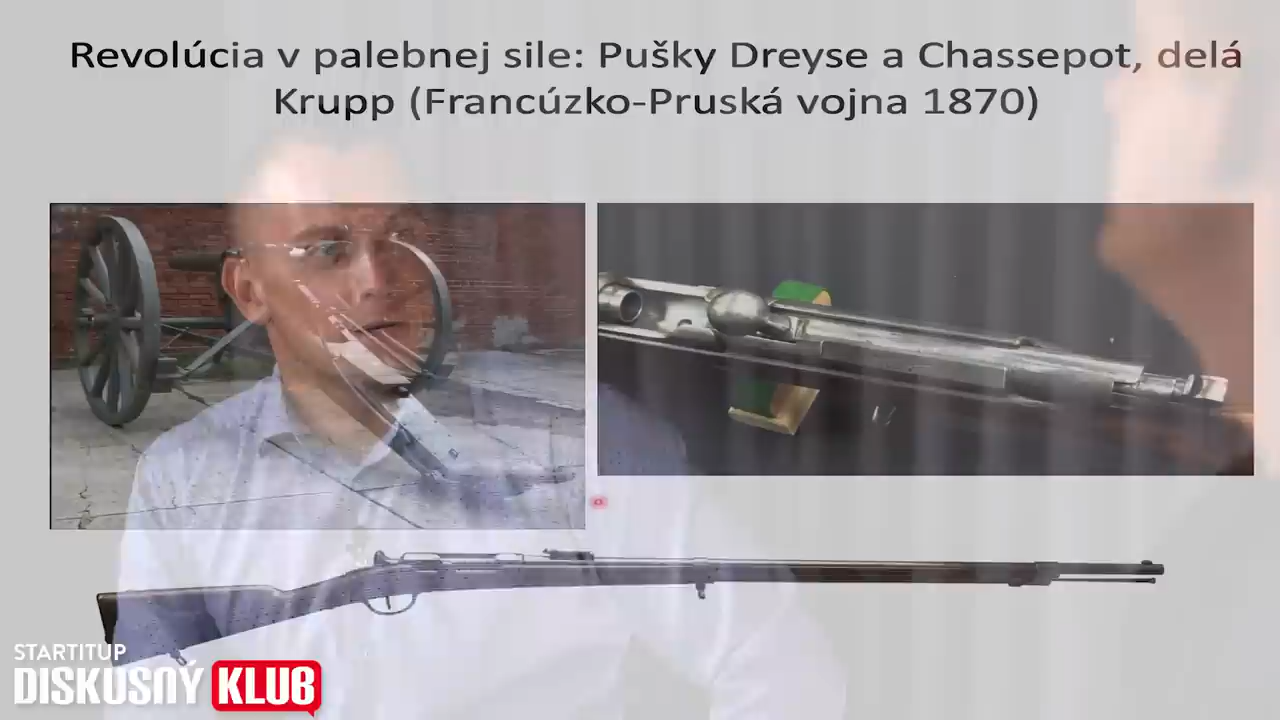 Revolúcia v palebnej sile: Pušky Dreyse a Chassepot, delá
Krupp (Francúzko-Pruská vojna 1870)
STARTITUP
DISKUSNÝ KLUB